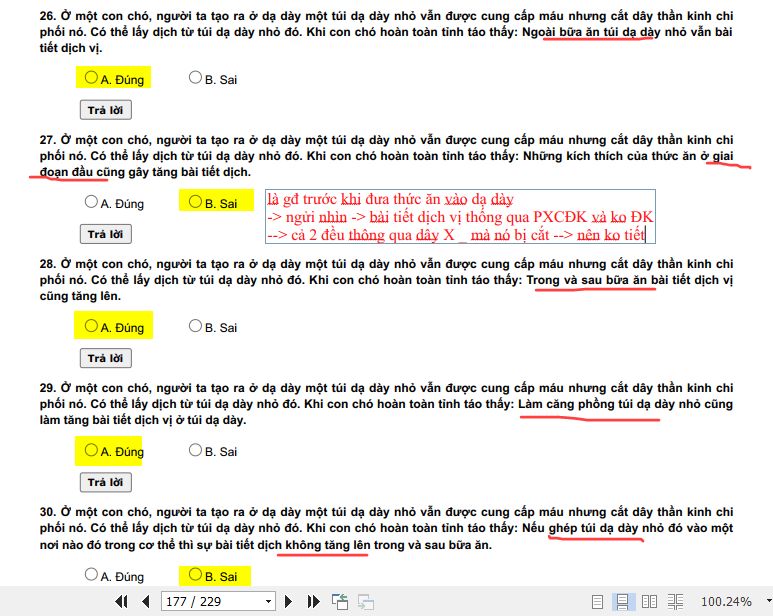 26. Ở một con chó, người ta tạo ra ở dạ dày một túi dạ dày nhỏ vẫn được cung cấp máu nhưng cắt dây thần kinh chi
phối nó. Có thể lấy dịch từ túi dạ dày nhỏ đó. Khi con chó hoàn toàn tỉnh táo thấy: Ngoài bữa ăn túi dạ dày nhỏ vẫn bài
tiết dịch vị.
A. Đúng B. Sai
Trả lời
27. Ở một con chó, người ta tạo ra ở dạ dày một túi dạ dày nhỏ vẫn được cung cấp máu nhưng cắt dây thần kinh chi
phối nó. Có thể lấy dịch từ túi dạ dày nhỏ đó. Khi con chó hoàn toàn tỉnh táo thấy: Những kích thích của thức ăn ở giai
đoạn đầu cũng gây tăng bài tiết dịch.
A. Đúng B. Sai
Trả lời
là gđ trước khi đưa thức ăn vào dạ dày
-> ngửi nhìn -> bài tiết dịch vị thống qua PXCĐK và ko ĐK
--> cả 2 đều thông qua dây X _ mà nó bị cắt --> nên ko tiết
28. Ở một con chó, người ta tạo ra ở dạ dày một túi dạ dày nhỏ vẫn được cung cấp máu nhưng cắt dây thần kinh chi
phối nó. Có thể lấy dịch từ túi dạ dày nhỏ đó. Khi con chó hoàn toàn tỉnh táo thấy: Trong và sau bữa ăn bài tiết dịch vị
cũng tăng lên.
A. Đúng B. Sai
Trả lời
29. Ở một con chó, người ta tạo ra ở dạ dày một túi dạ dày nhỏ vẫn được cung cấp máu nhưng cắt dây thần kinh chi
phối nó. Có thể lấy dịch từ túi dạ dày nhỏ đó. Khi con chó hoàn toàn tỉnh táo thấy: Làm căng phồng túi dạ dày nhỏ cũng
làm tăng bài tiết dịch vị ở túi dạ dày.
A. Đúng B. Sai
Trả lời
30. Ở một con chó, người ta tạo ra ở dạ dày một túi dạ dày nhỏ vẫn được cung cấp máu nhưng cắt dây thần kinh chi
phối nó. Có thể lấy dịch từ túi dạ dày nhỏ đó. Khi con chó hoàn toàn tỉnh táo thấy: Nếu ghép túi dạ dày nhỏ đó vào một
nơi nào đó trong cơ thể thì sự bài tiết dịch không tăng lên trong và sau bữa ăn.
A. Đúng B. Sai
177 / 229 100.24%